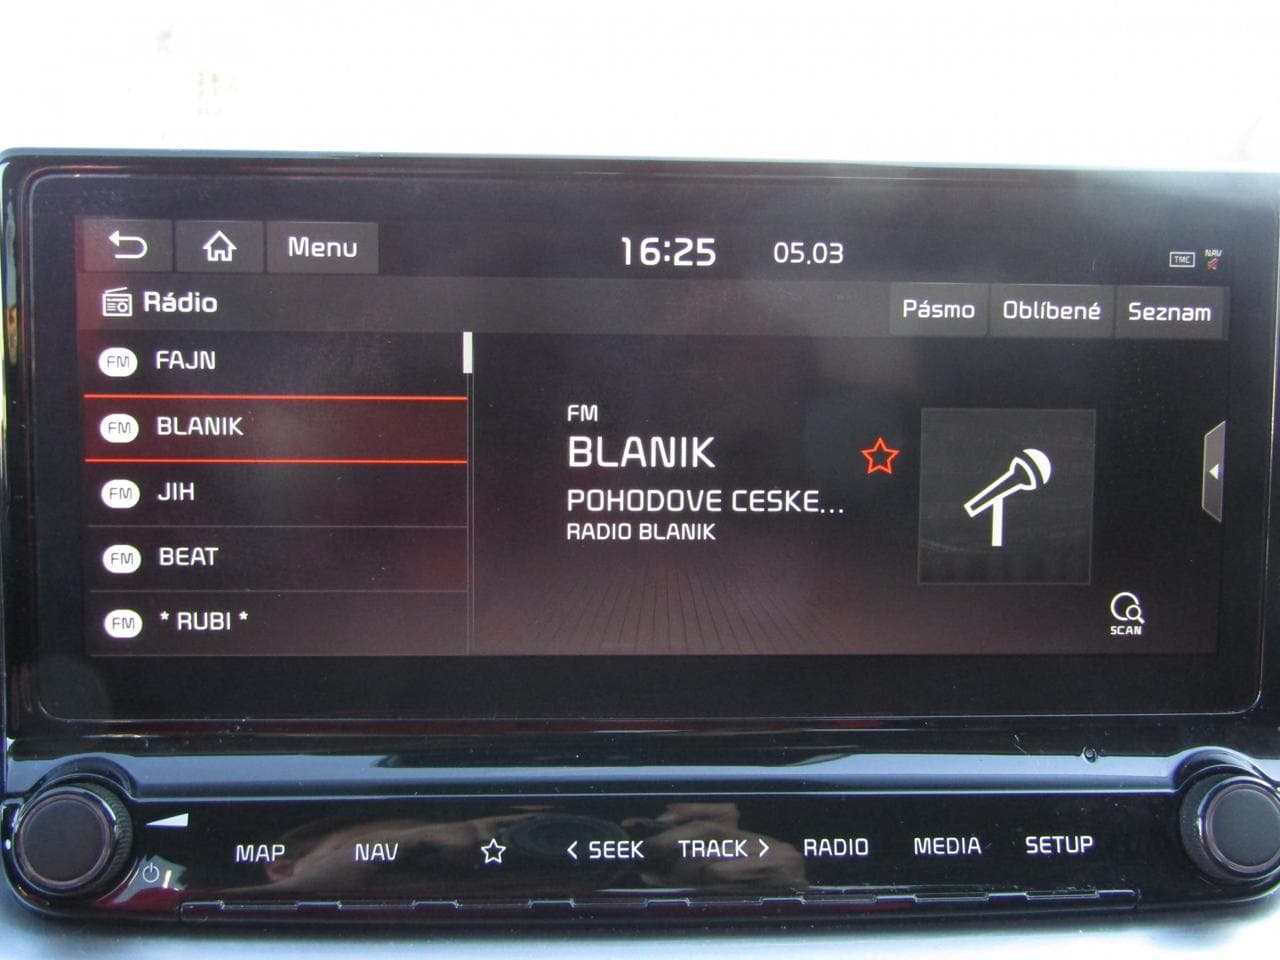 Menu 16:25 05.03 TMC NAV
Rádio Pásmo Oblíbené Seznam
FM FAJN
FM BLANIK
FM JIH
FM BEAT
FM * RUBI *
FM
BLANIK
POHODOVE CESKE...
RADIO BLANIK
SCAN
MAP NAV < SEEK TRACK > RADIO MEDIA SETUP